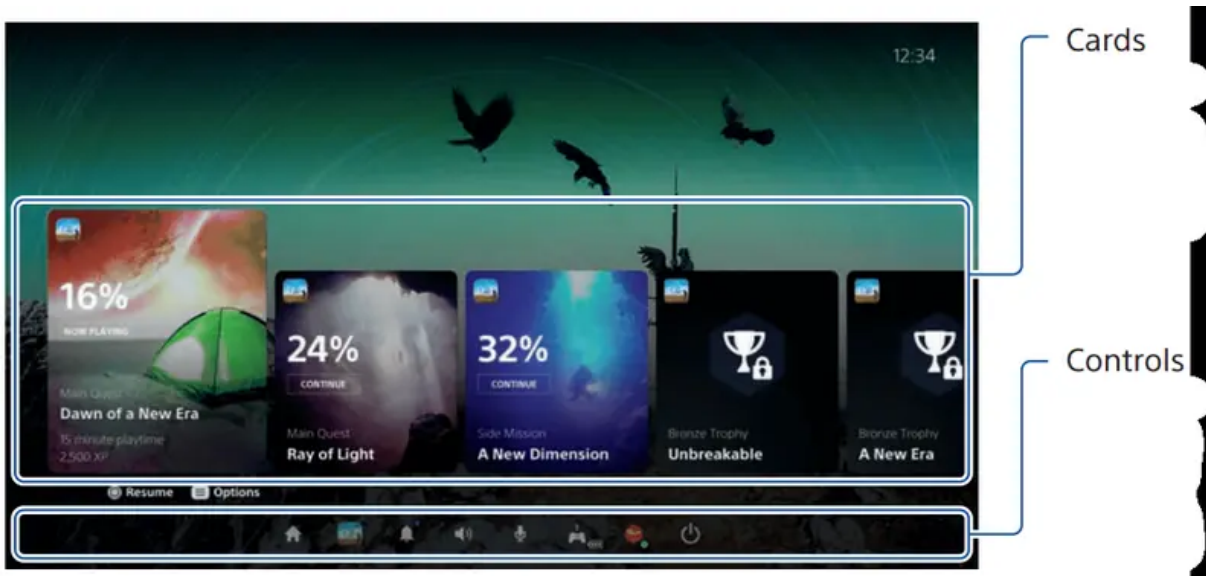 12:34
Cards
16%
NOW PLAYING
Main Quest
Dawn of a New Era
15 minute playtime
2,500 XP
24%
CONTINUE
Main Quest
Ray of Light
32%
CONTINUE
Side Mission
A New Dimension
Bronze Trophy
Unbreakable
Bronze Trophy
A New Era
Controls
Resume
Options